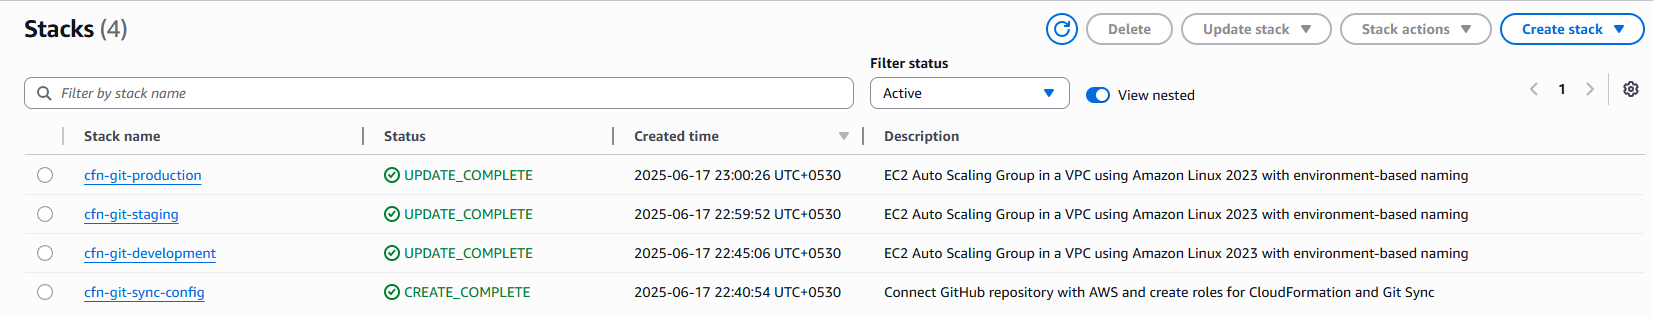 Stacks (4)
Delete
Update stack
Stack actions
Create stack
Filter status
Filter by stack name
Active
View nested
1
Stack name Status Created time Description
cfn-git-production UPDATE_COMPLETE 2025-06-17 23:00:26 UTC+0530 EC2 Auto Scaling Group in a VPC using Amazon Linux 2023 with environment-based naming
cfn-git-staging UPDATE_COMPLETE 2025-06-17 22:59:52 UTC+0530 EC2 Auto Scaling Group in a VPC using Amazon Linux 2023 with environment-based naming
cfn-git-development UPDATE_COMPLETE 2025-06-17 22:45:06 UTC+0530 EC2 Auto Scaling Group in a VPC using Amazon Linux 2023 with environment-based naming
cfn-git-sync-config CREATE_COMPLETE 2025-06-17 22:40:54 UTC+0530 Connect GitHub repository with AWS and create roles for CloudFormation and Git Sync